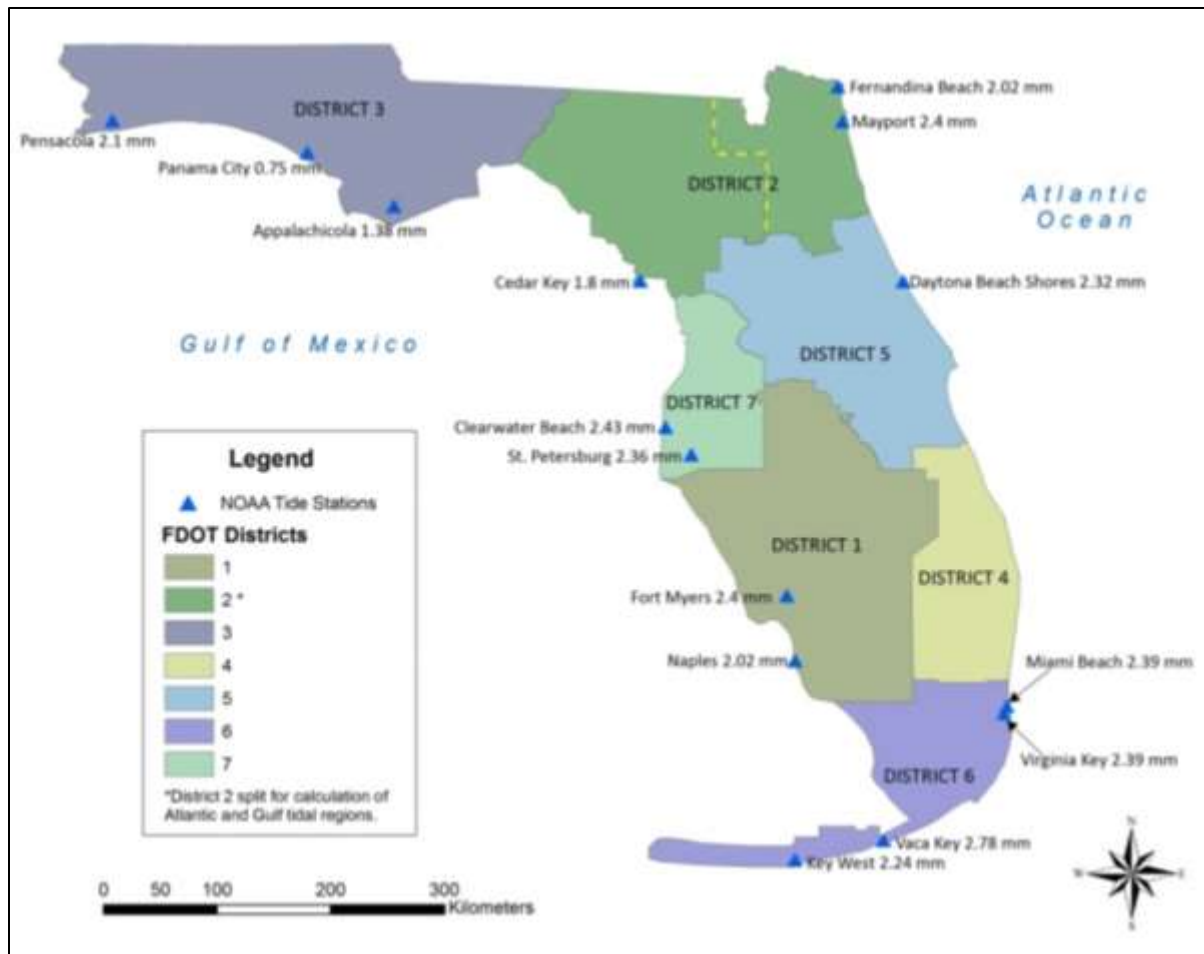 Fernandina Beach 2.02 mm
DISTRICT 3
Mayport 2.4 mm
Pensacola 2.1 mm
Panama City 0.75 mm
DISTRICT 2
Atlantic
Ocean
Appalachicola 1.38 mm
Cedar Key 1.8 mm
Daytona Beach Shores 2.32 mm
Gulf of Mexico
DISTRICT 5
DISTRICT 7
Clearwater Beach 2.43 mm
St. Petersburg 2.36 mm
Legend
NOAA Tide Stations
FDOT Districts
1
2 *
3
4
5
6
7
*District 2 split for calculation of
Atlantic and Gulf tidal regions.
DISTRICT 1
DISTRICT 4
Fort Myers 2.4 mm
Naples 2.02 mm
Miami Beach 2.39 mm
Virginia Key 2.39 mm
DISTRICT 6
Vaca Key 2.78 mm
Key West 2.24 mm
0 50 100 200 300
Kilometers
N
W E
S